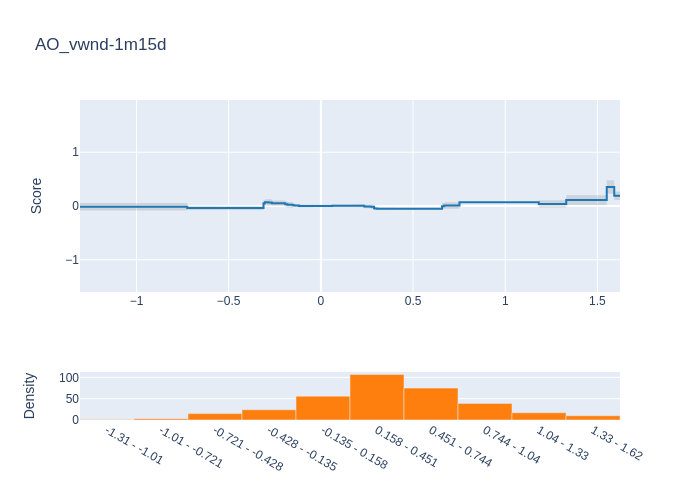 AO_vwnd-1m15d
Score
1
0
−1
−1
−0.5
0
0.5
1
1.5
Density
100
50
0
-1.31 - -1.01
-1.01 - -0.721
-0.721 - -0.428
-0.428 - -0.135
-0.135 - 0.158
0.158 - 0.451
0.451 - 0.744
0.744 - 1.04
1.04 - 1.33
1.33 - 1.62